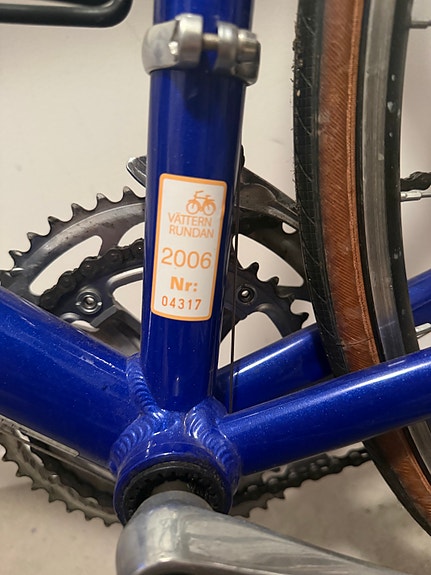 VÄTTERN
RUNDAN
2006
Nr:
04317